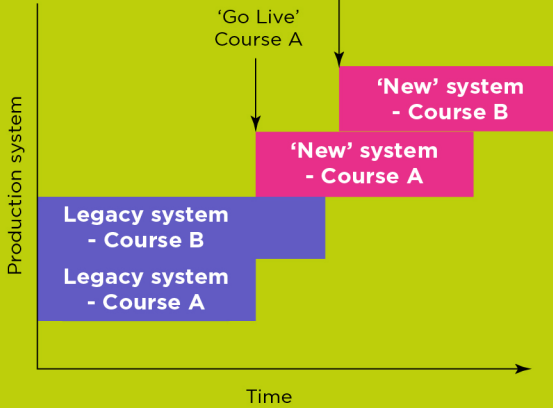 ‘Go Live’
Course A
‘New’ system
- Course B
‘New’ system
- Course A
Legacy system
- Course B
Legacy system
- Course A
Production system
Time